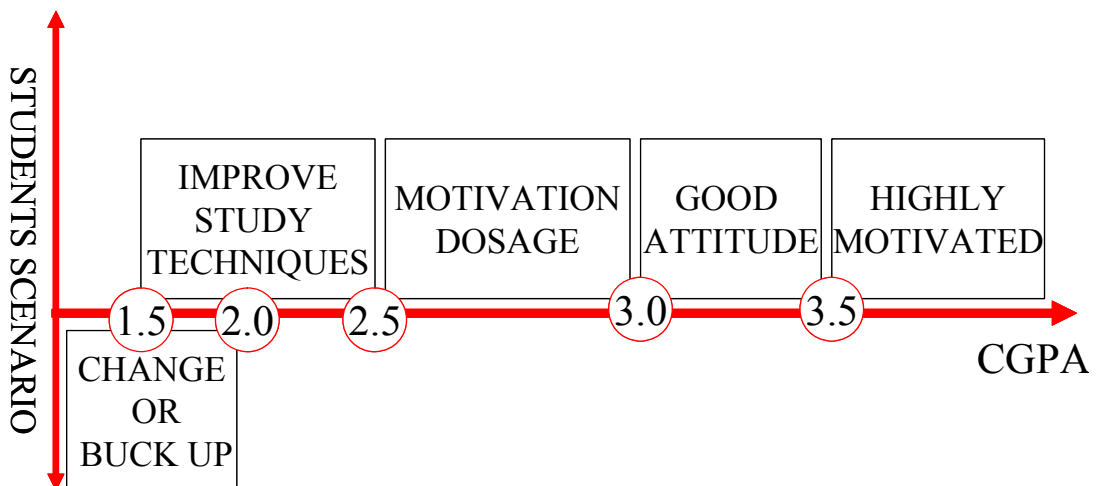 STUDENTS SCENARIO
IMPROVE
STUDY
TECHNIQUES
MOTIVATION
DOSAGE
GOOD
ATTITUDE
HIGHLY
MOTIVATED
1.5
2.0
2.5
3.0
3.5
CGPA
CHANGE
OR
BUCK UP